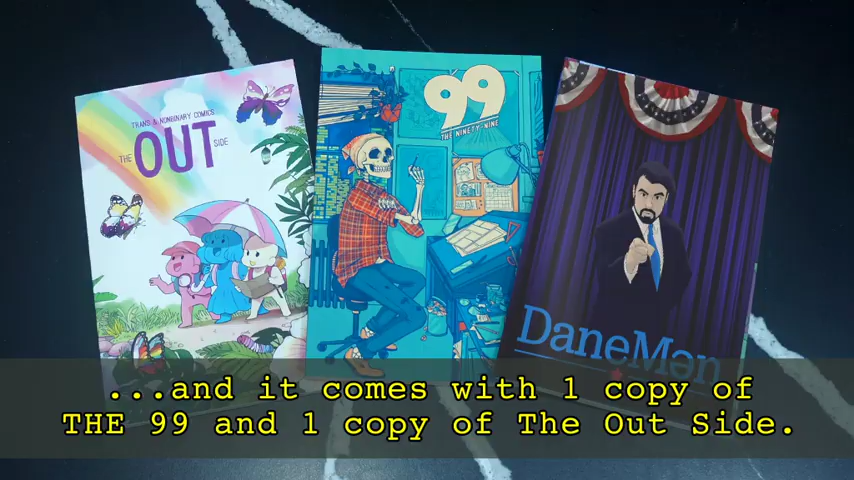 TRANS & NONBINARY COMICS
THE OUT SIDE
99
THE NINETY-NINE
DaneMən
...and it comes with 1 copy of
THE 99 and 1 copy of The Out Side.